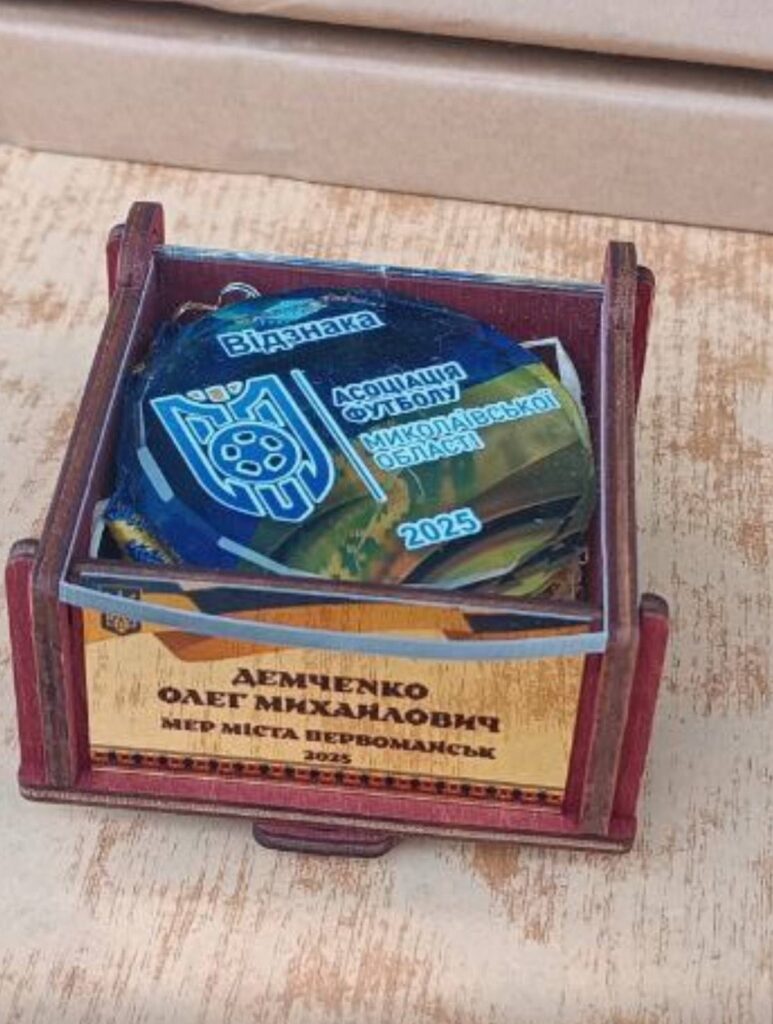 Відзнака
АСОЦІАЦІЯ
ФУТБОЛУ
МИКОЛАЇВСЬКОЇ
ОБЛАСТІ
2025
ДЕМЧЕНКО
ОЛЕГ МИХАЙЛОВИЧ
МЕР МІСТА ПЕРВОМАЙСЬК
2025